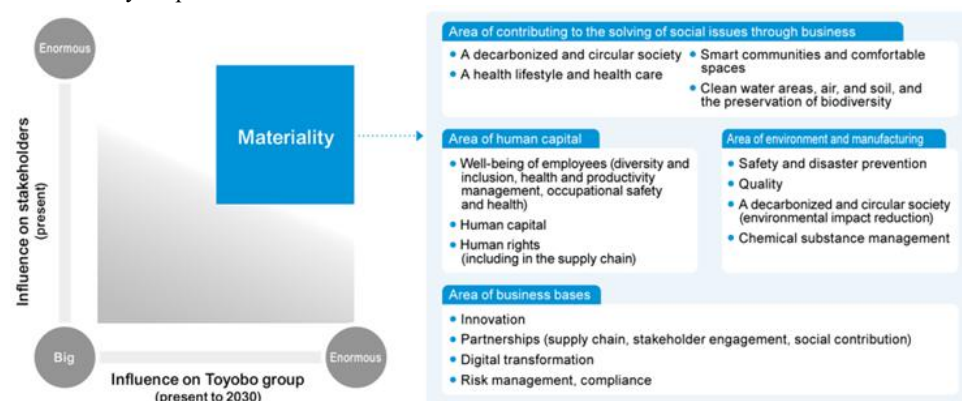 Enormous
Influence on stakeholders
(present)
Materiality
Big
Enormous
Influence on Toyobo group
(present to 2030)
Area of contributing to the solving of social issues through business
• A decarbonized and circular society
• A health lifestyle and health care
• Smart communities and comfortable
spaces
• Clean water areas, air, and soil, and
the preservation of biodiversity
Area of human capital
• Well-being of employees (diversity and
inclusion, health and productivity
management, occupational safety
and health)
• Human capital
• Human rights
(including in the supply chain)
Area of environment and manufacturing
• Safety and disaster prevention
• Quality
• A decarbonized and circular society
(environmental impact reduction)
• Chemical substance management
Area of business bases
• Innovation
• Partnerships (supply chain, stakeholder engagement, social contribution)
• Digital transformation
• Risk management, compliance